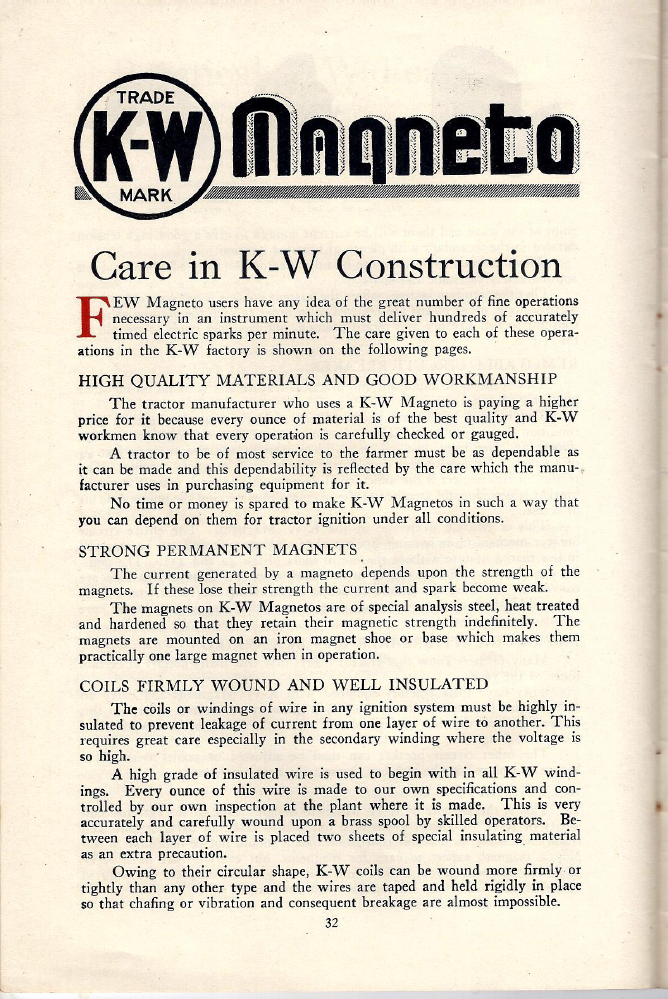 TRADE
K-W
MARK
Magneto
Care in K-W Construction
FEW Magneto users have any idea of the great number of fine operations
necessary in an instrument which must deliver hundreds of accurately
timed electric sparks per minute. The care given to each of these opera-
ations in the K-W factory is shown on the following pages.
HIGH QUALITY MATERIALS AND GOOD WORKMANSHIP
The tractor manufacturer who uses a K-W Magneto is paying a higher
price for it because every ounce of material is of the best quality and K-W
workmen know that every operation is carefully checked or gauged.
A tractor to be of most service to the farmer must be as dependable as
it can be made and this dependability is reflected by the care which the manu-
facturer uses in purchasing equipment for it.
No time or money is spared to make K-W Magnetos in such a way that
you can depend on them for tractor ignition under all conditions.
STRONG PERMANENT MAGNETS
The current generated by a magneto depends upon the strength of the
magnets. If these lose their strength the current and spark become weak.
The magnets on K-W Magnetos are of special analysis steel, heat treated
and hardened so that they retain their magnetic strength indefinitely. The
magnets are mounted on an iron magnet shoe or base which makes them
practically one large magnet when in operation.
COILS FIRMLY WOUND AND WELL INSULATED
The coils or windings of wire in any ignition system must be highly in-
sulated to prevent leakage of current from one layer of wire to another. This
requires great care especially in the secondary winding where the voltage is
so high.
A high grade of insulated wire is used to begin with in all K-W wind-
ings. Every ounce of this wire is made to our own specifications and con-
trolled by our own inspection at the plant where it is made. This is very
accurately and carefully wound upon a brass spool by skilled operators. Be-
tween each layer of wire is placed two sheets of special insulating material
as an extra precaution.
Owing to their circular shape, K-W coils can be wound more firmly or
tightly than any other type and the wires are taped and held rigidly in place
so that chafing or vibration and consequent breakage are almost impossible.
32